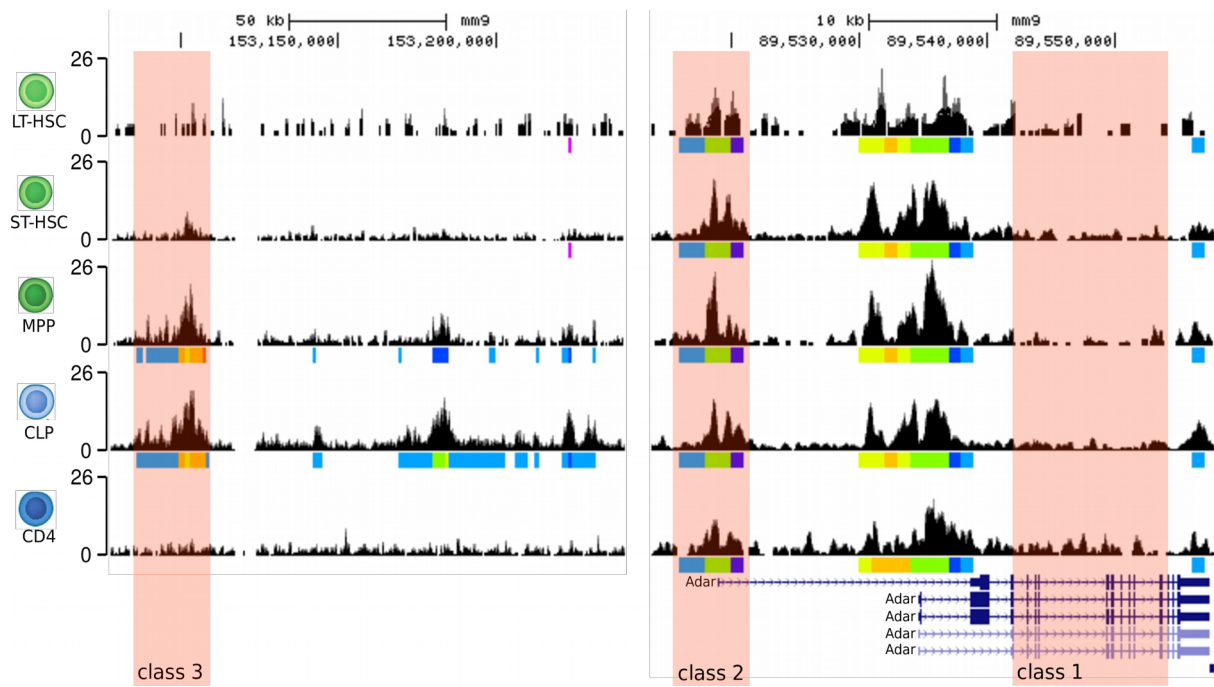 50 kb mm9
153,150,000 153,200,000
10 kb mm9
89,530,000 89,540,000 89,550,000
26
0
LT-HSC
26
0
ST-HSC
26
0
MPP
26
0
CLP
26
0
CD4
Adar
Adar
Adar
Adar
Adar
class 3
class 2
class 1